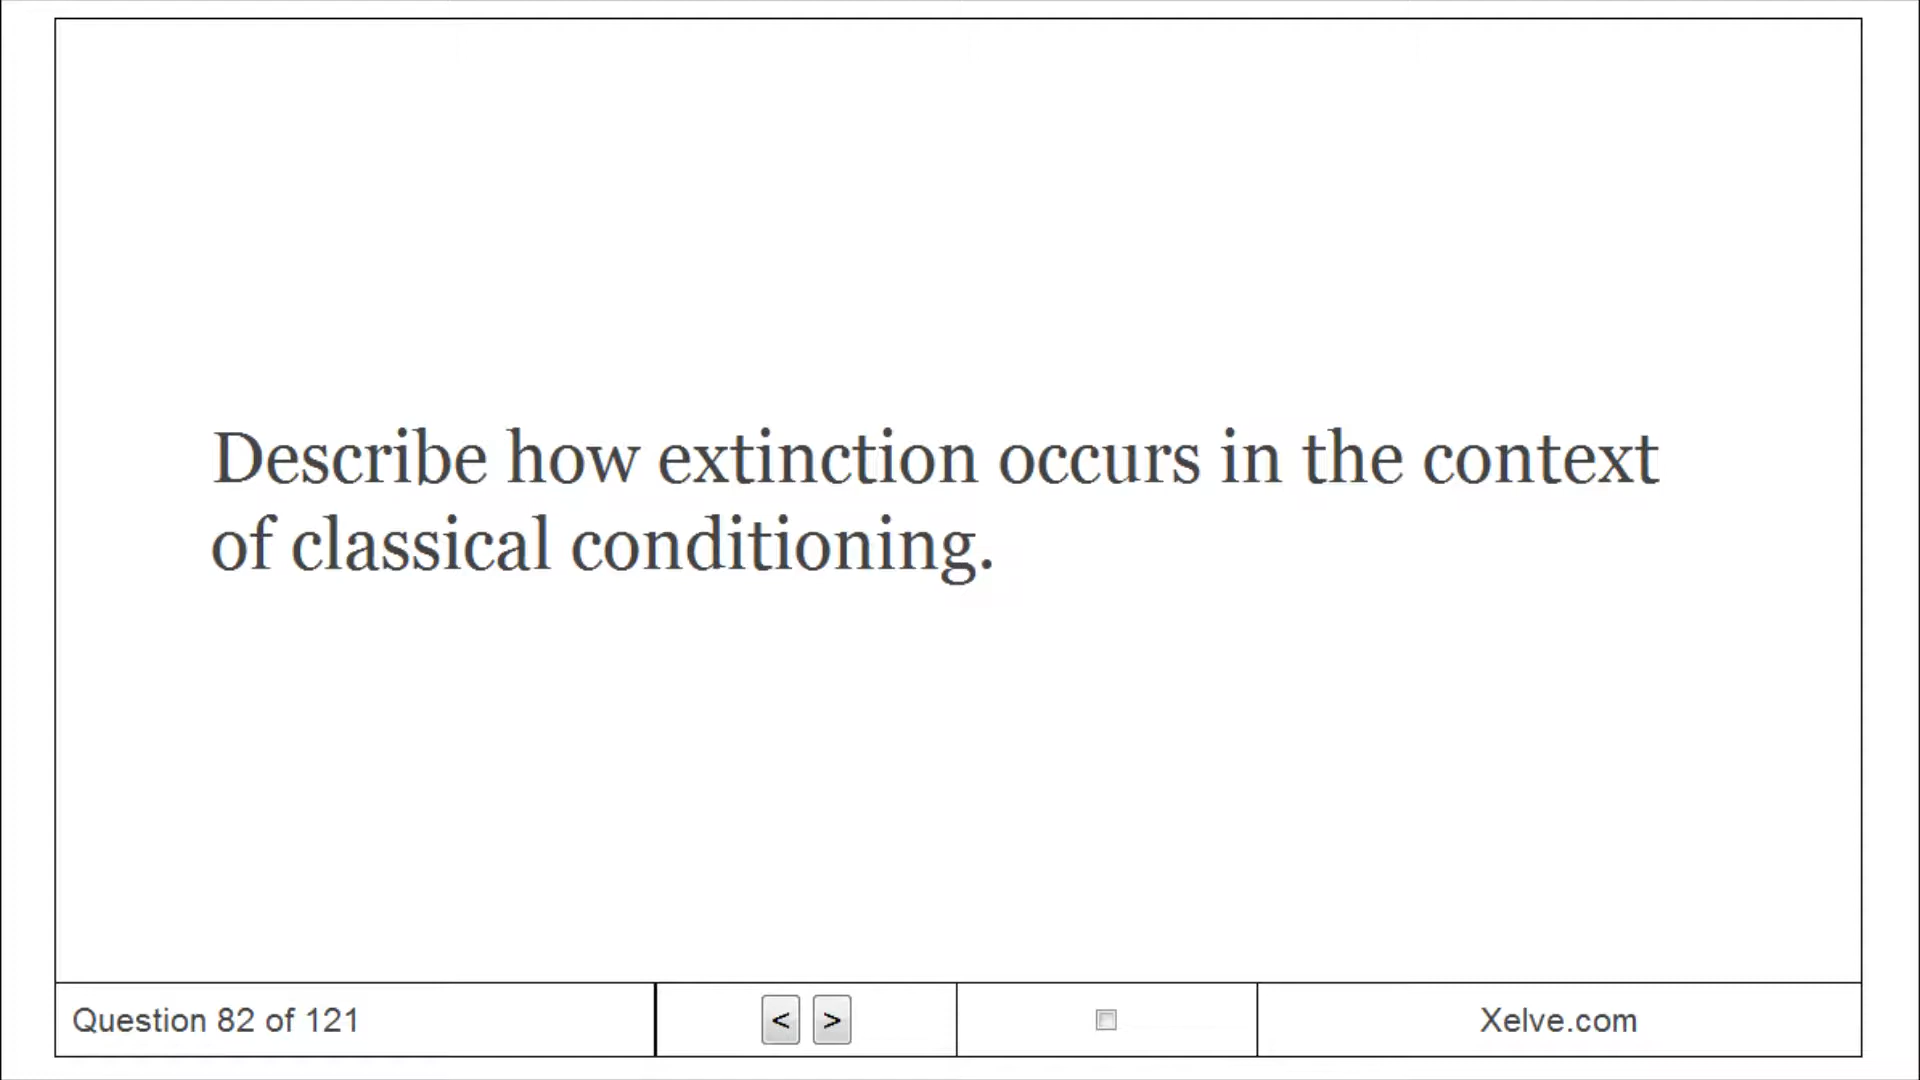 Describe how extinction occurs in the context
of classical conditioning.
Question 82 of 121
< >
Xelve.com